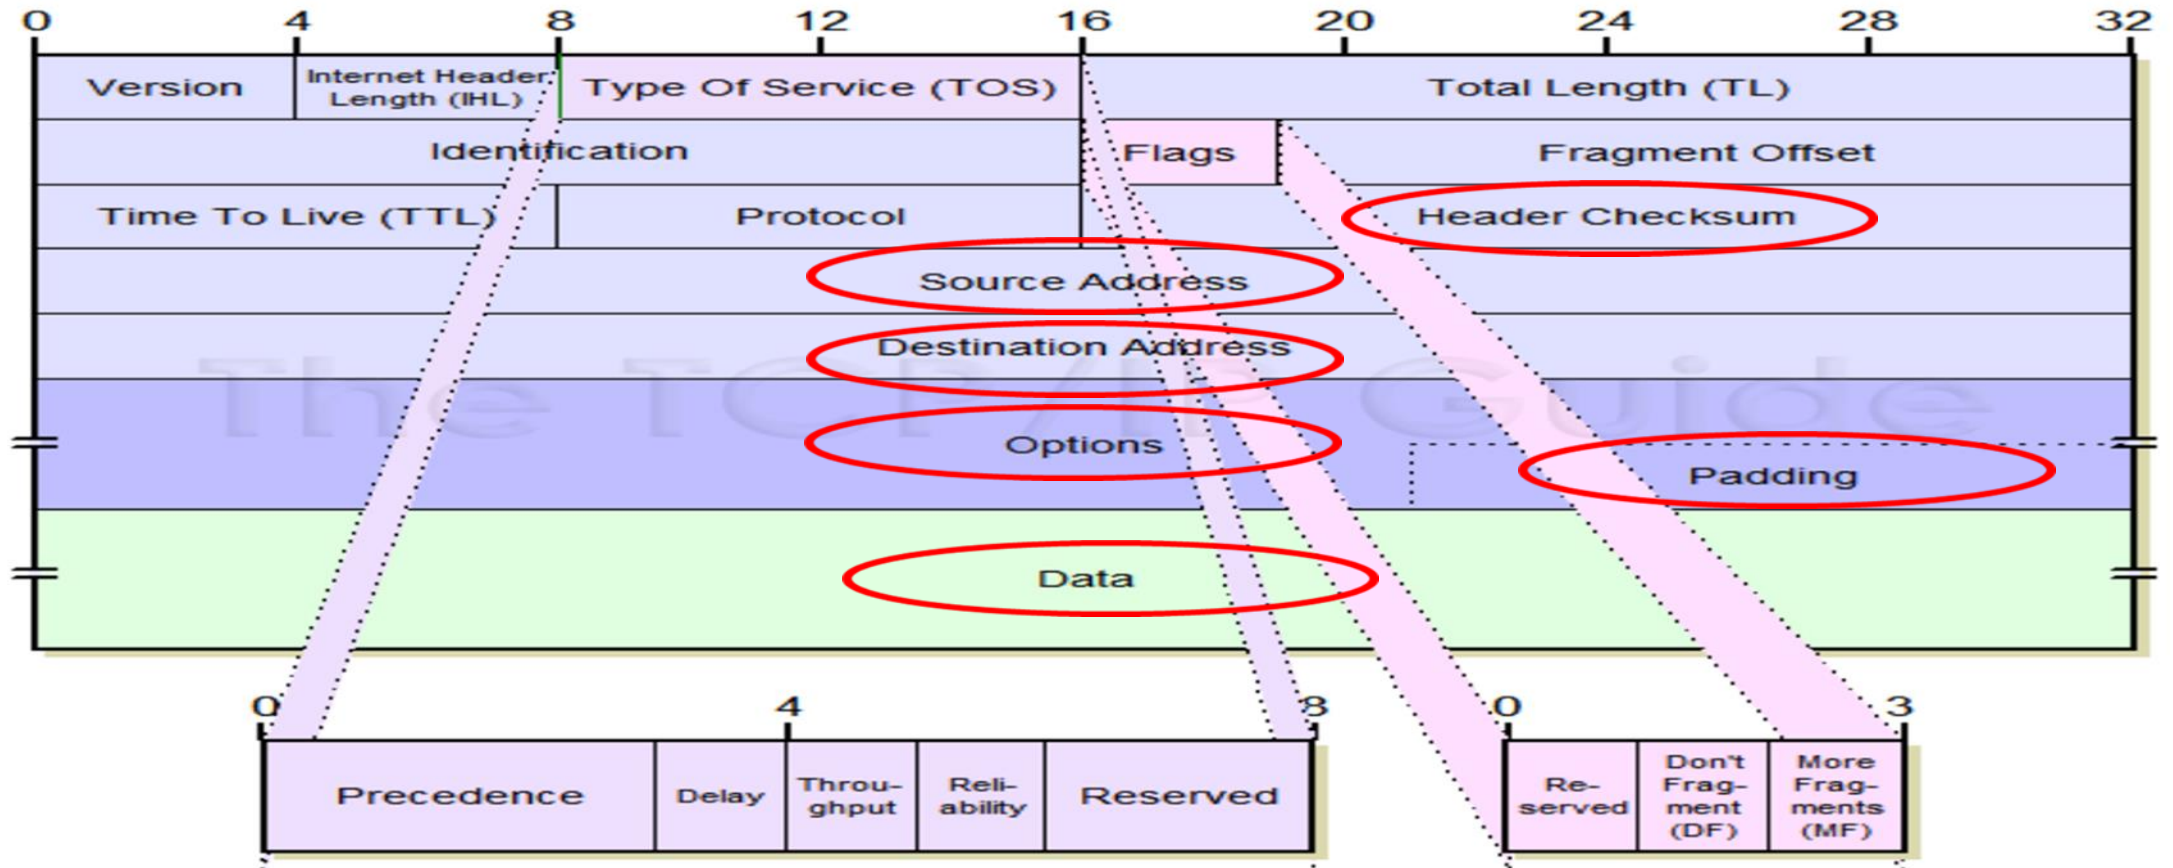 0 4 8 12 16 20 24 28 32
Version
Internet Header
Length (IHL)
Type Of Service (TOS)
Total Length (TL)
Identification
Flags
Fragment Offset
Time To Live (TTL)
Protocol
Header Checksum
Source Address
Destination Address
The TCP/IP Guide
Options
Padding
Data
0 4 8
0 3
Precedence
Delay
Throu-
ghput
Reli-
ability
Reserved
Re-
served
Don't
Frag-
ment
(DF)
More
Frag-
ments
(MF)